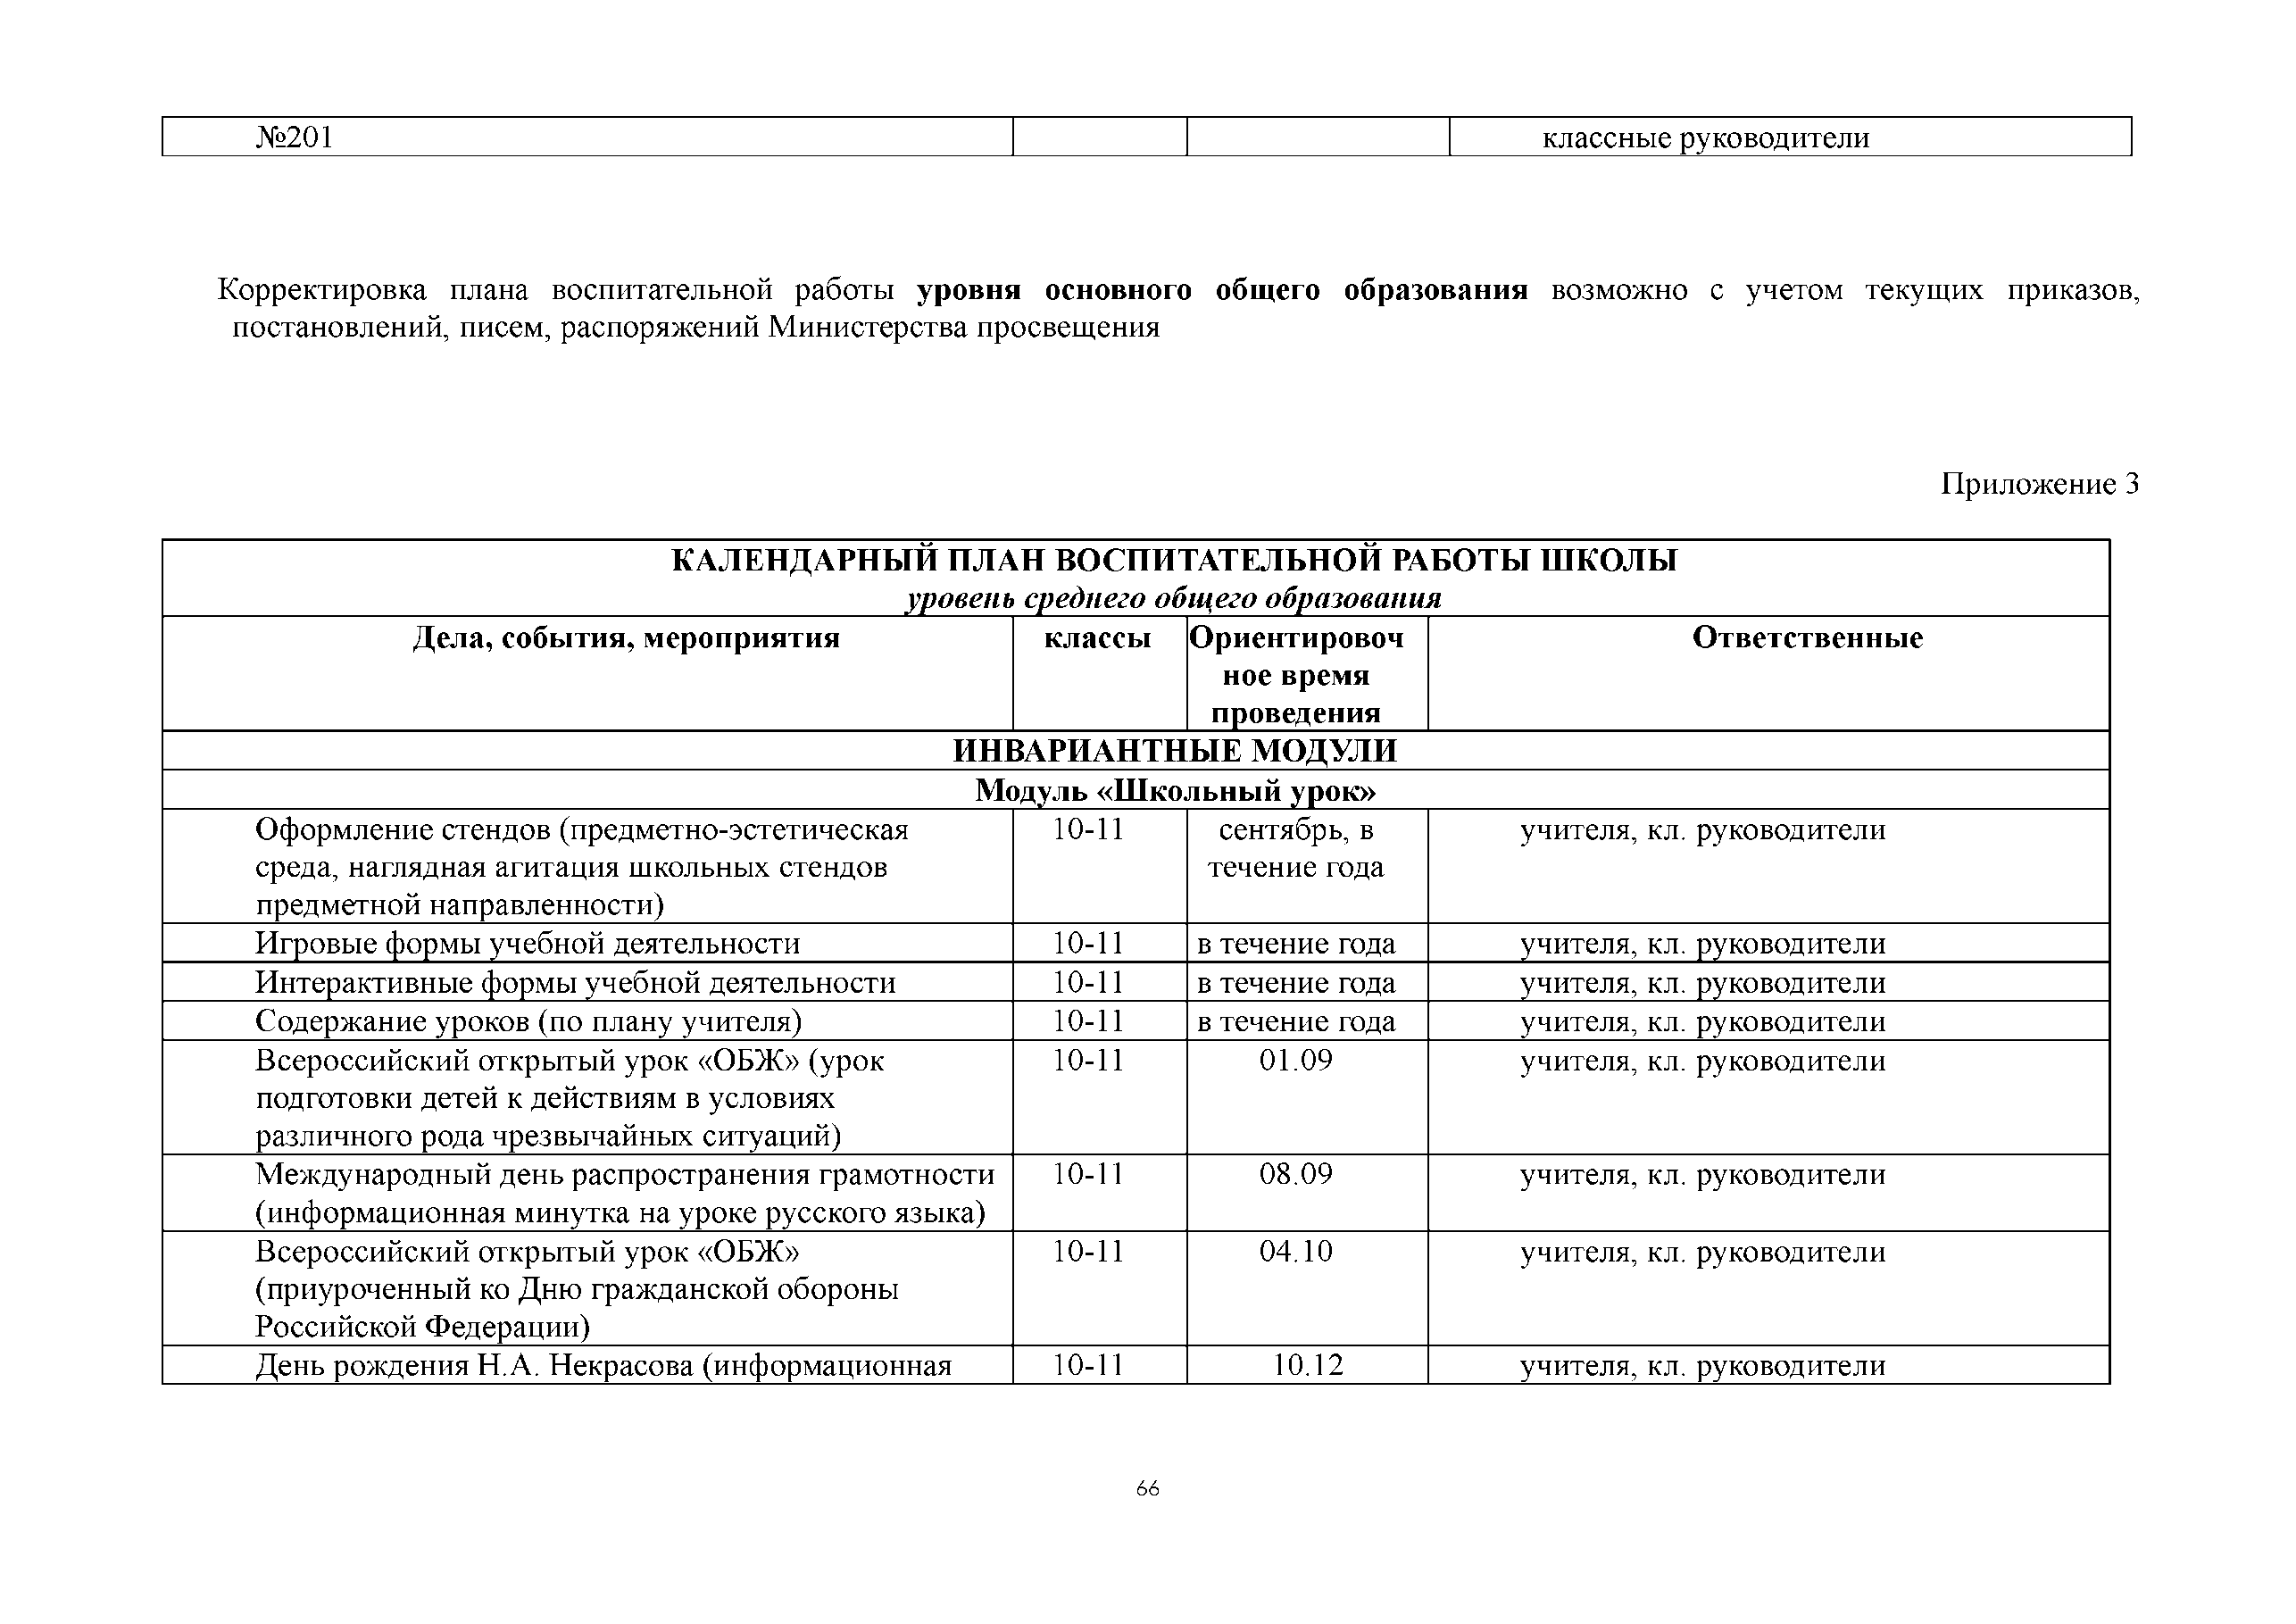 №201 классные руководители
Корректировка плана воспитательной работы уровня основного общего образования возможно с учетом текущих приказов,
постановлений, писем, распоряжений Министерства просвещения
Приложение 3
КАЛЕНДАРНЫЙ ПЛАН ВОСПИТАТЕЛЬНОЙ РАБОТЫ ШКОЛЫ
уровень среднего общего образования
Дела, события, мероприятия классы Ориентировоч Ответственные
ное время
проведения
ИНВАРИАНТНЫЕ МОДУЛИ
Модуль «Школьный урок»
Оформление стендов (предметно-эстетическая 10-11 сентябрь, в учителя, кл. руководители
среда, наглядная агитация школьных стендов течение года
предметной направленности)
Игровые формы учебной деятельности 10-11 в течение года учителя, кл. руководители
Интерактивные формы учебной деятельности 10-11 в течение года учителя, кл. руководители
Содержание уроков (по плану учителя) 10-11 в течение года учителя, кл. руководители
Всероссийский открытый урок «ОБЖ» (урок 10-11 01.09 учителя, кл. руководители
подготовки детей к действиям в условиях
различного рода чрезвычайных ситуаций)
Международный день распространения грамотности 10-11 08.09 учителя, кл. руководители
(информационная минутка на уроке русского языка)
Всероссийский открытый урок «ОБЖ» 10-11 04.10 учителя, кл. руководители
(приуроченный ко Дню гражданской обороны
Российской Федерации)
День рождения Н.А. Некрасова (информационная 10-11 10.12 учителя, кл. руководители
66